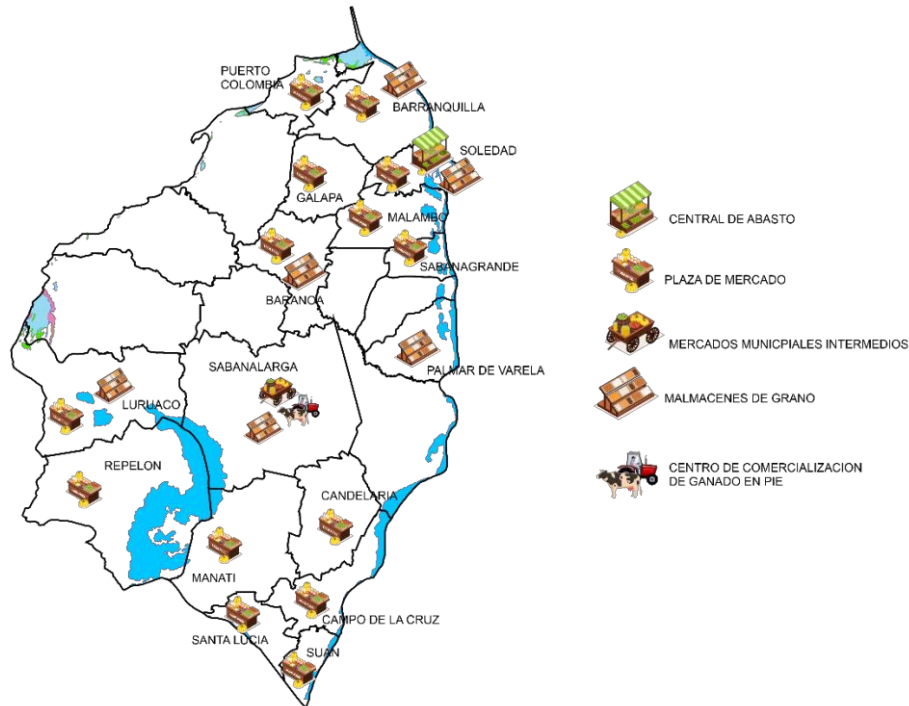 PUERTO
COLOMBIA
BARRANQUILLA
SOLEDAD
GALAPA
MALAMBO
SABANAGRANDE
BARANOA
PALMAR DE VARELA
SABANALARGA
LURUACO
REPELON
CANDELARIA
MANATI
CAMPO DE LA CRUZ
SANTA LUCIA
SUAN
CENTRAL DE ABASTO
PLAZA DE MERCADO
MERCADOS MUNICPIALES INTERMEDIOS
MALMACENES DE GRANO
CENTRO DE COMERCIALIZACION
DE GANADO EN PIE